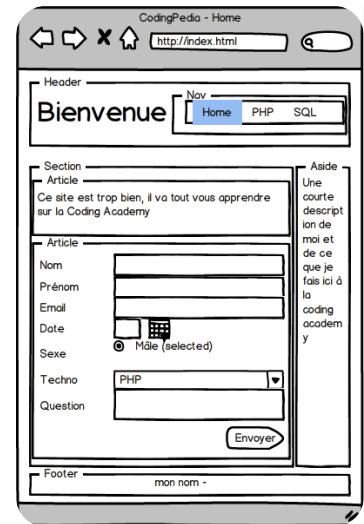 CodingPedia - Home
http://index.html
Header
Nav
Bienvenue
Home PHP SQL
Section
Article
Ce site est trop bien, il va tout vous apprendre
sur la Coding Academy
Article
Nom
Prénom
Email
Date
Sexe
Mâle (selected)
Techno
PHP
Question
Envoyer
Aside
Une
courte
descript
ion de
moi et
de ce
que je
fais ici à
la
coding
academ
y
Footer
mon nom -